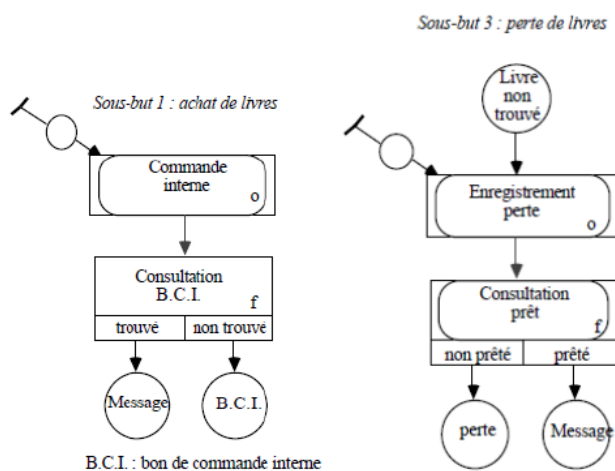 Sous-but 1 : achat de livres
Commande
interne
o
Consultation
B.C.I.
f
trouvé
non trouvé
Message
B.C.I.
B.C.I. : bon de commande interne
Sous-but 3 : perte de livres
Livre
non
trouvé
Enregistrement
perte
o
Consultation
prêt
f
non prêté
prêté
perte
Message